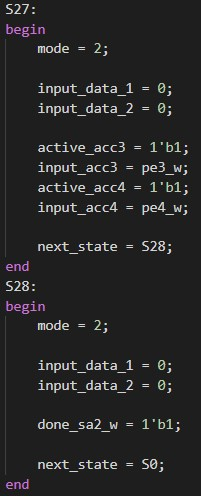 S27:
begin
    mode = 2;

    input_data_1 = 0;
    input_data_2 = 0;

    active_acc3 = 1'b1;
    input_acc3 = pe3_w;
    active_acc4 = 1'b1;
    input_acc4 = pe4_w;

    next_state = S28;
end
S28:
begin
    mode = 2;

    input_data_1 = 0;
    input_data_2 = 0;

    done_sa2_w = 1'b1;

    next_state = S0;
end